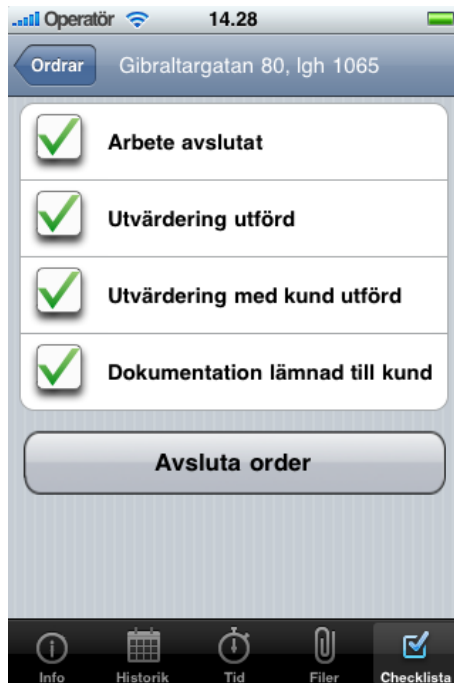 Operatör 14.28
Ordrar Gibraltargatan 80, lgh 1065
Arbete avslutat
Utvärdering utförd
Utvärdering med kund utförd
Dokumentation lämnad till kund
Avsluta order
Info Historik Tid Filer Checklista